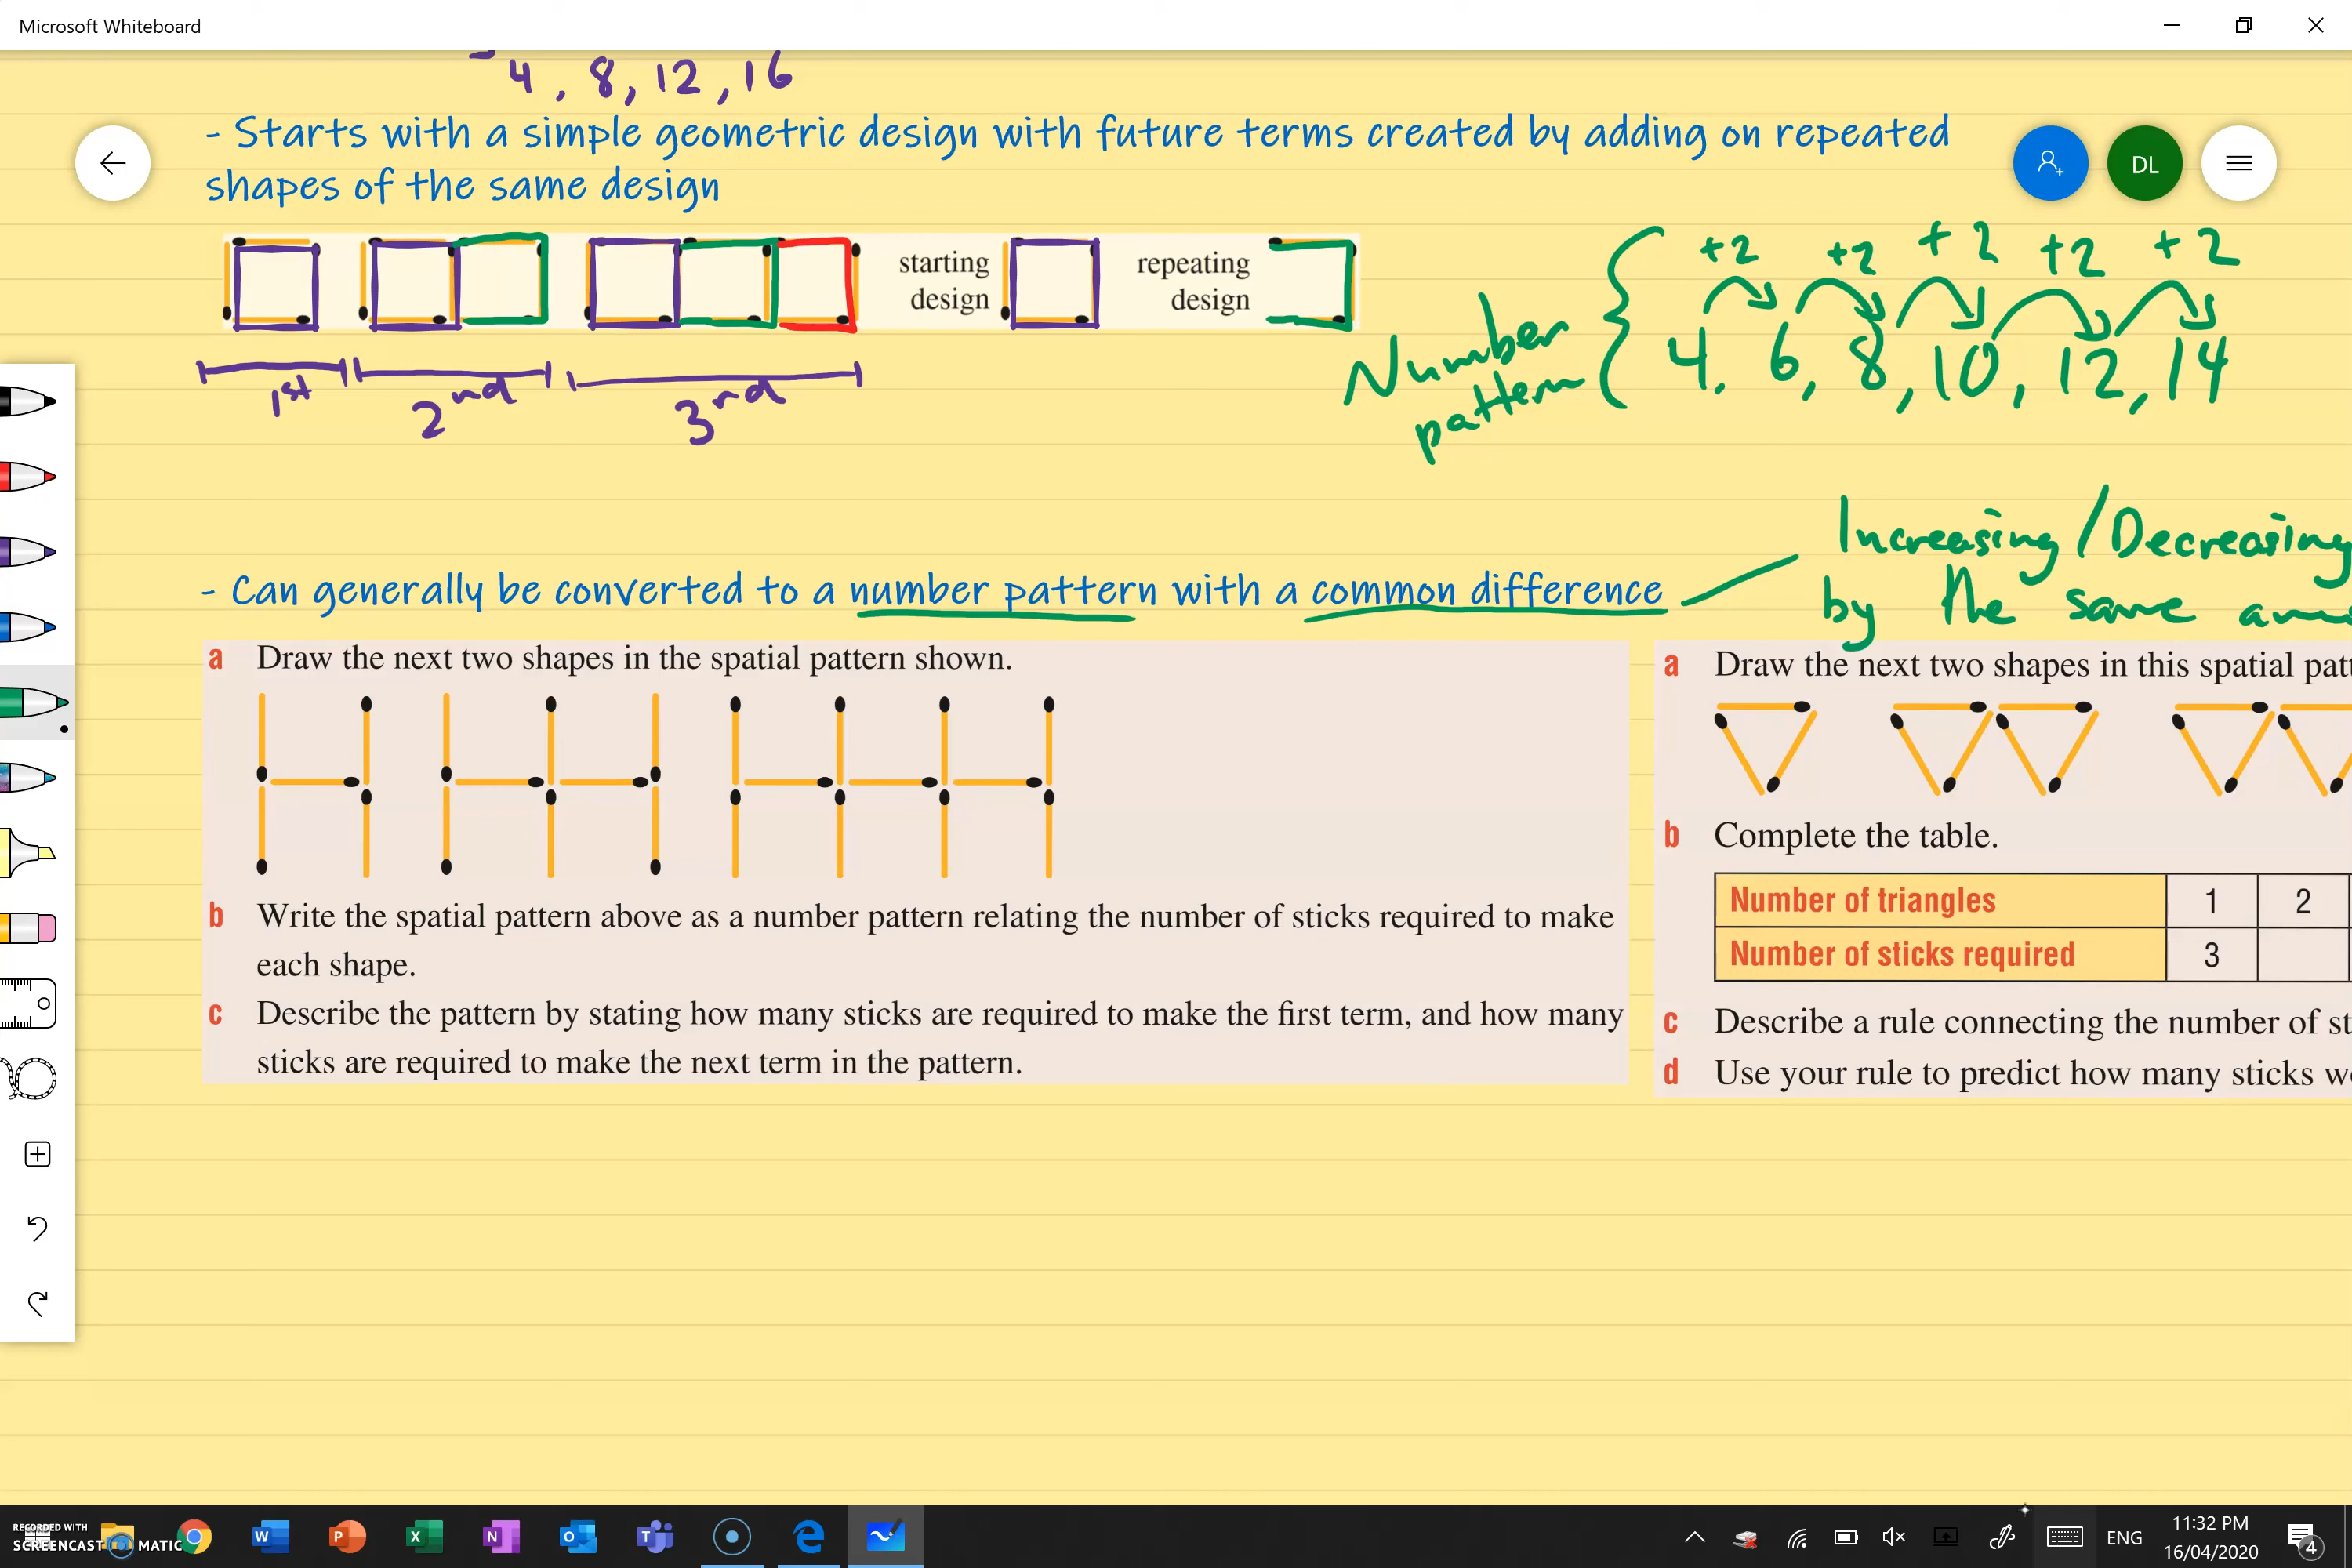 Microsoft Whiteboard
4, 8, 12, 16
- Starts with a simple geometric design with future terms created by adding on repeated
shapes of the same design
DL
starting
design
repeating
design
1st
2nd
3rd
Number
pattern
+2 +2 +2 +2 +2
4, 6, 8, 10, 12, 14
Increasing/Decreasing
by the same
- Can generally be converted to a number pattern with a common difference
a Draw the next two shapes in the spatial pattern shown.
b Write the spatial pattern above as a number pattern relating the number of sticks required to make
each shape.
c Describe the pattern by stating how many sticks are required to make the first term, and how many
sticks are required to make the next term in the pattern.
a Draw the next two shapes in this spatial
b Complete the table.
Number of triangles 1 2
Number of sticks required 3
c Describe a rule connecting the number of
d Use your rule to predict how many sticks
RECORDED WITH
SCREENCAST MATIC
ENG
11:32 PM
16/04/2020
4